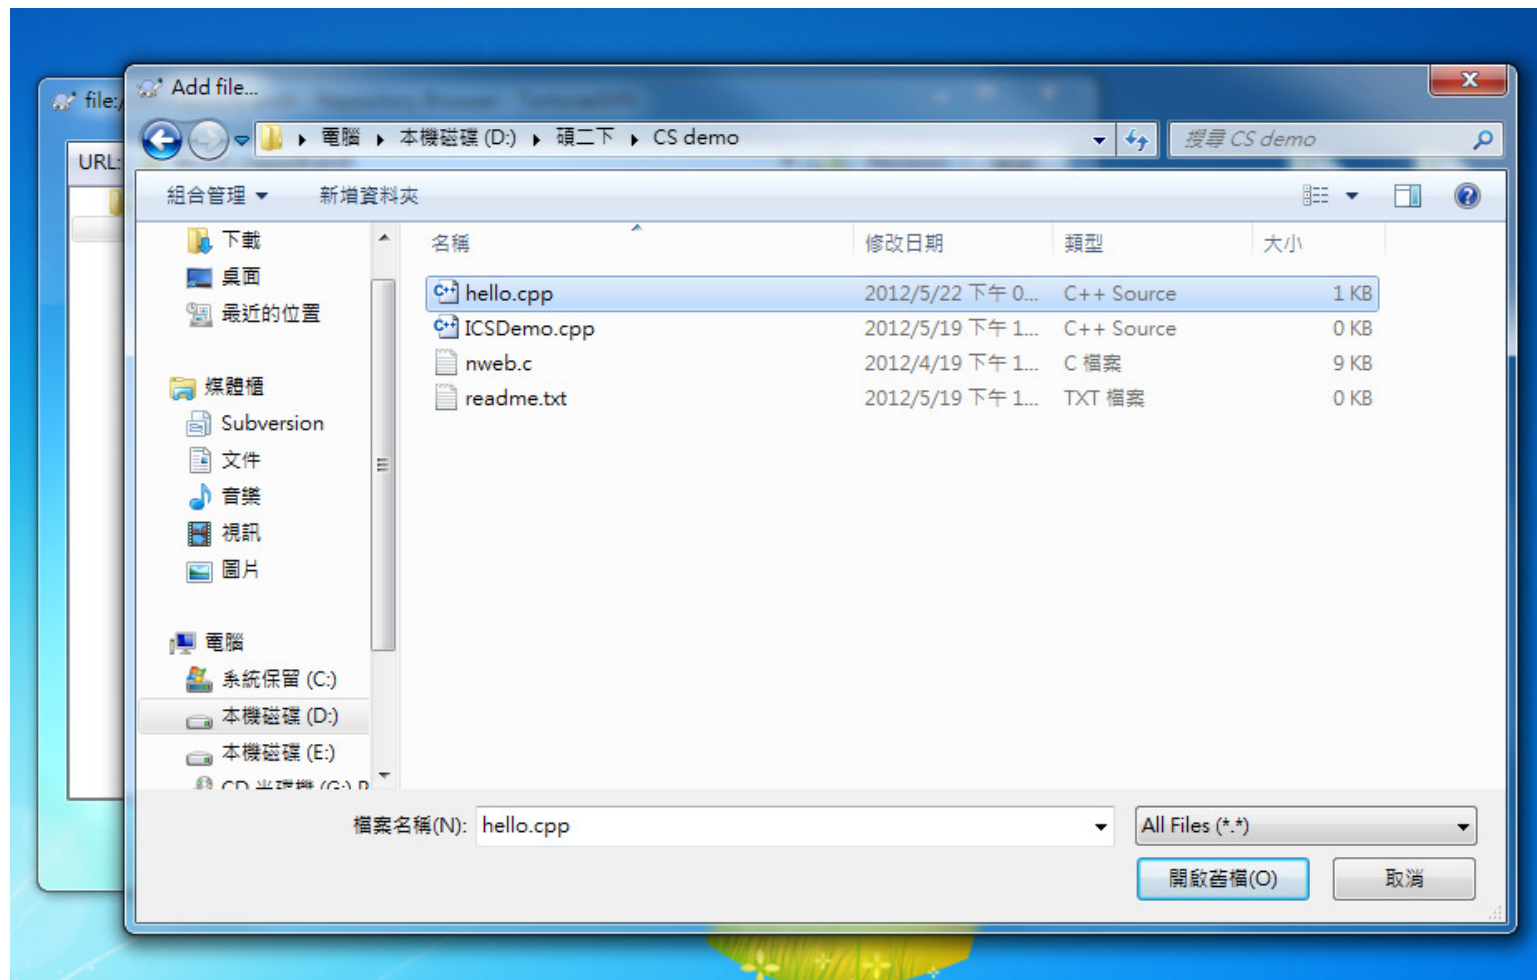 Add file...
file:/
電腦 ▸ 本機磁碟 (D:) ▸ 碩二下 ▸ CS demo
搜尋 CS demo
URL:
組合管理 新增資料夾
名稱 修改日期 類型 大小
下載
桌面
最近的位置
媒體櫃
Subversion
文件
音樂
視訊
圖片
電腦
系統保留 (C:)
本機磁碟 (D:)
本機磁碟 (E:)
CD 光碟機 (G:)
hello.cpp 2012/5/22 下午 0... C++ Source 1 KB
ICSDemo.cpp 2012/5/19 下午 1... C++ Source 0 KB
nweb.c 2012/4/19 下午 1... C 檔案 9 KB
readme.txt 2012/5/19 下午 1... TXT 檔案 0 KB
檔案名稱(N): hello.cpp All Files (*.*)
開啟舊檔(O) 取消